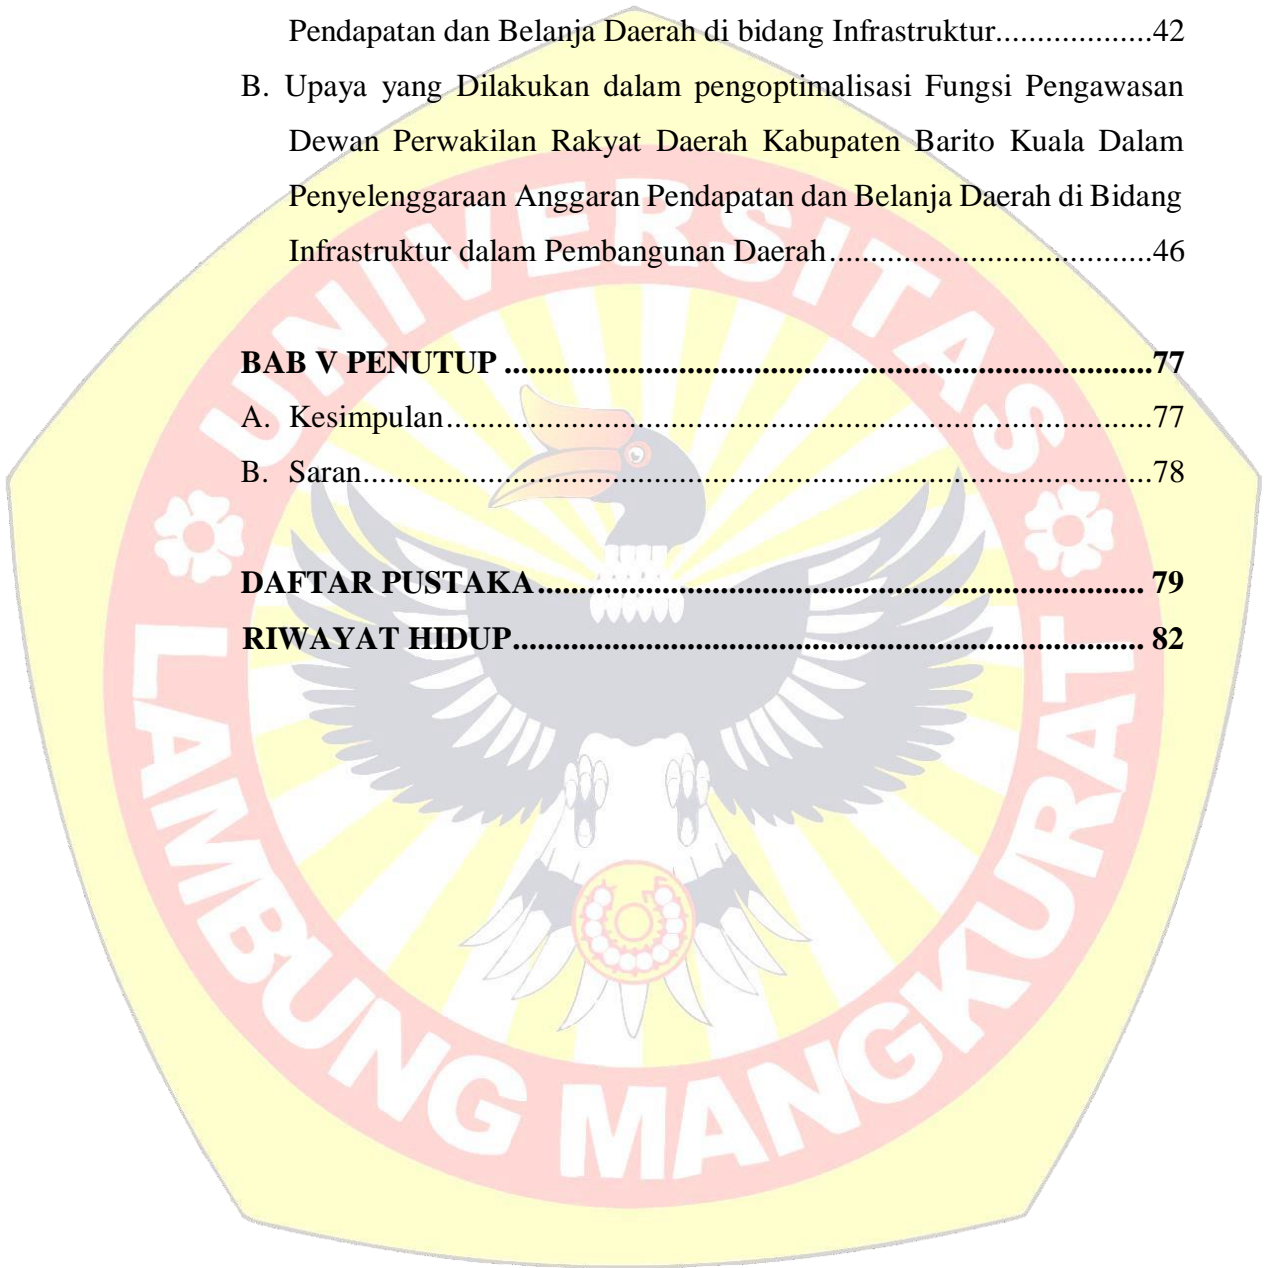 Pendapatan dan Belanja Daerah di bidang Infrastruktur...................42
B. Upaya yang Dilakukan dalam pengoptimalisasi Fungsi Pengawasan
Dewan Perwakilan Rakyat Daerah Kabupaten Barito Kuala Dalam
Penyelenggaraan Anggaran Pendapatan dan Belanja Daerah di Bidang
Infrastruktur dalam Pembangunan Daerah.......................................46
BAB V PENUTUP ...........................................................................77
A. Kesimpulan.....................................................................................77
B. Saran...............................................................................................78
DAFTAR PUSTAKA...................................................................... 79
RIWAYAT HIDUP......................................................................... 82
UNIVERSITAS
LAMBUNG MANGKURAT